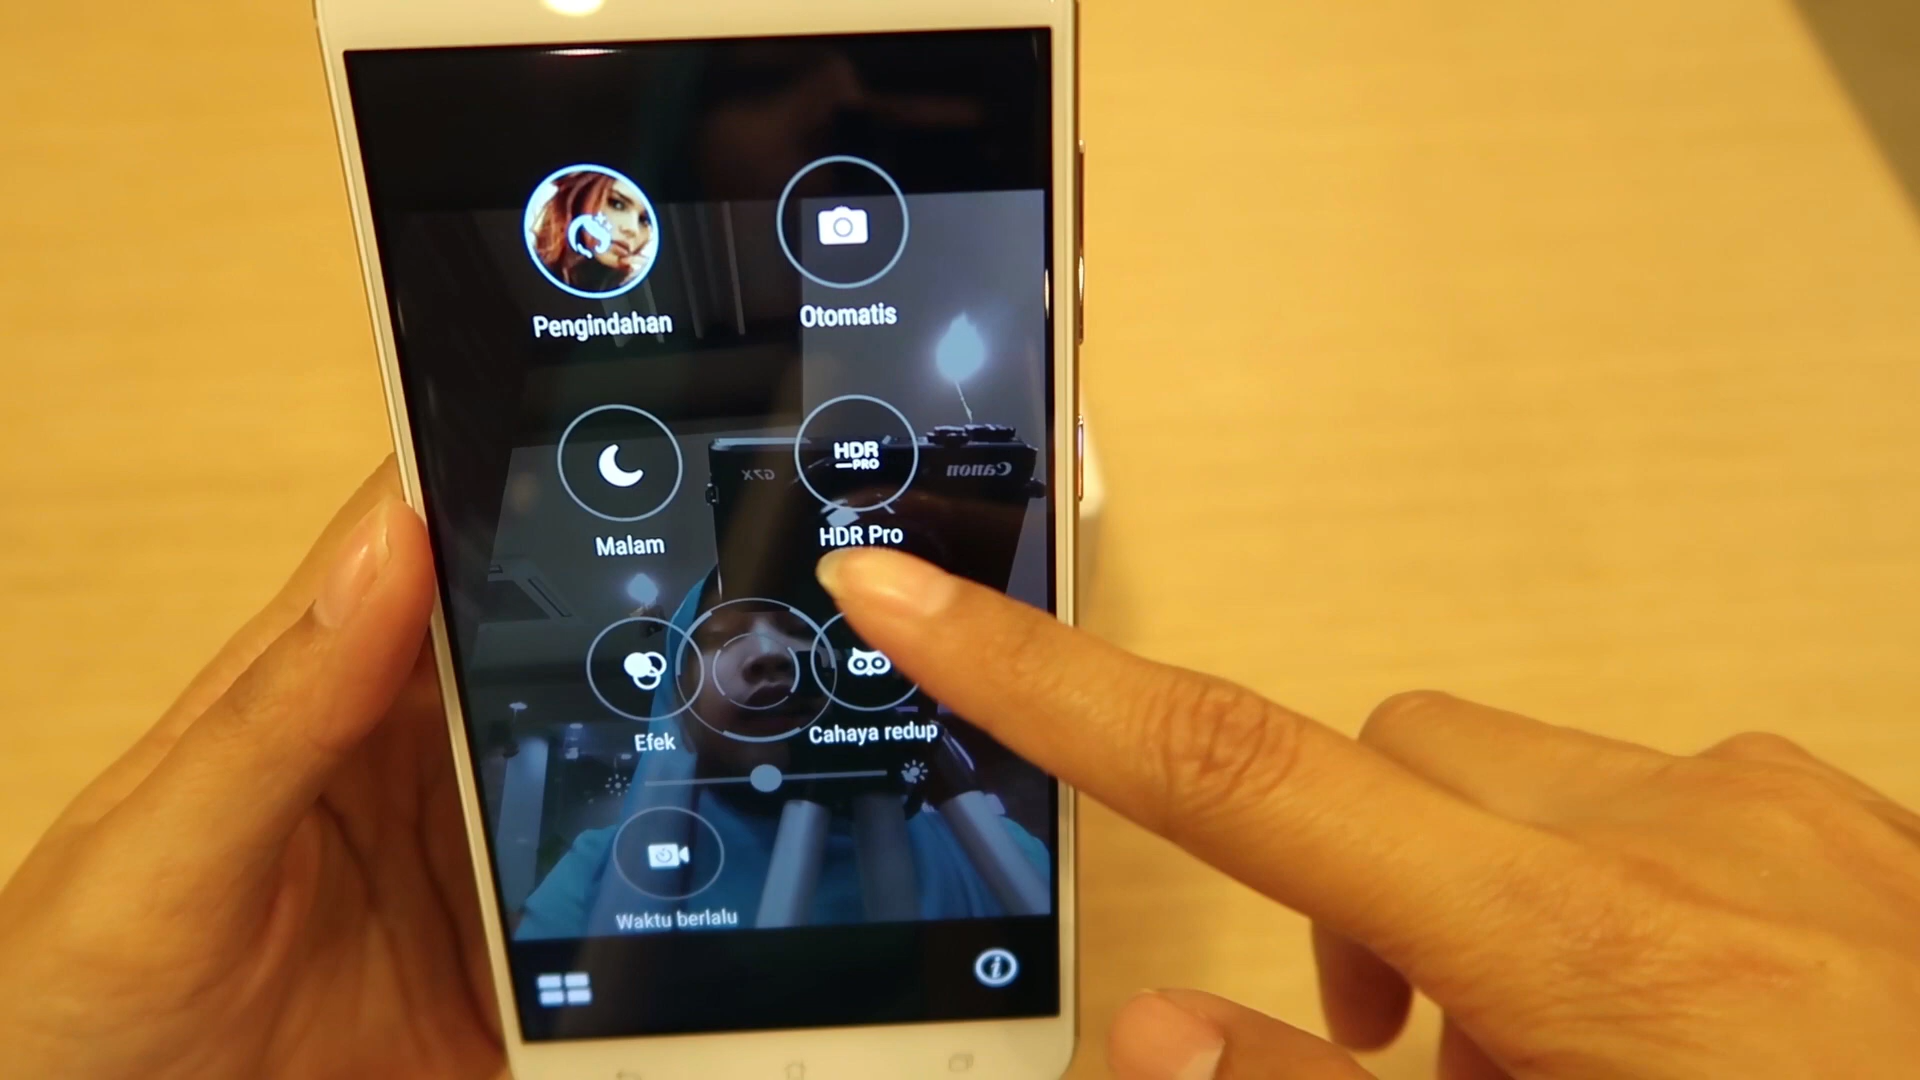 Pengindahan
Otomatis
HDR
PRO
G7X
Canon
Malam
HDR Pro
Efek
Cahaya redup
Waktu berlalu